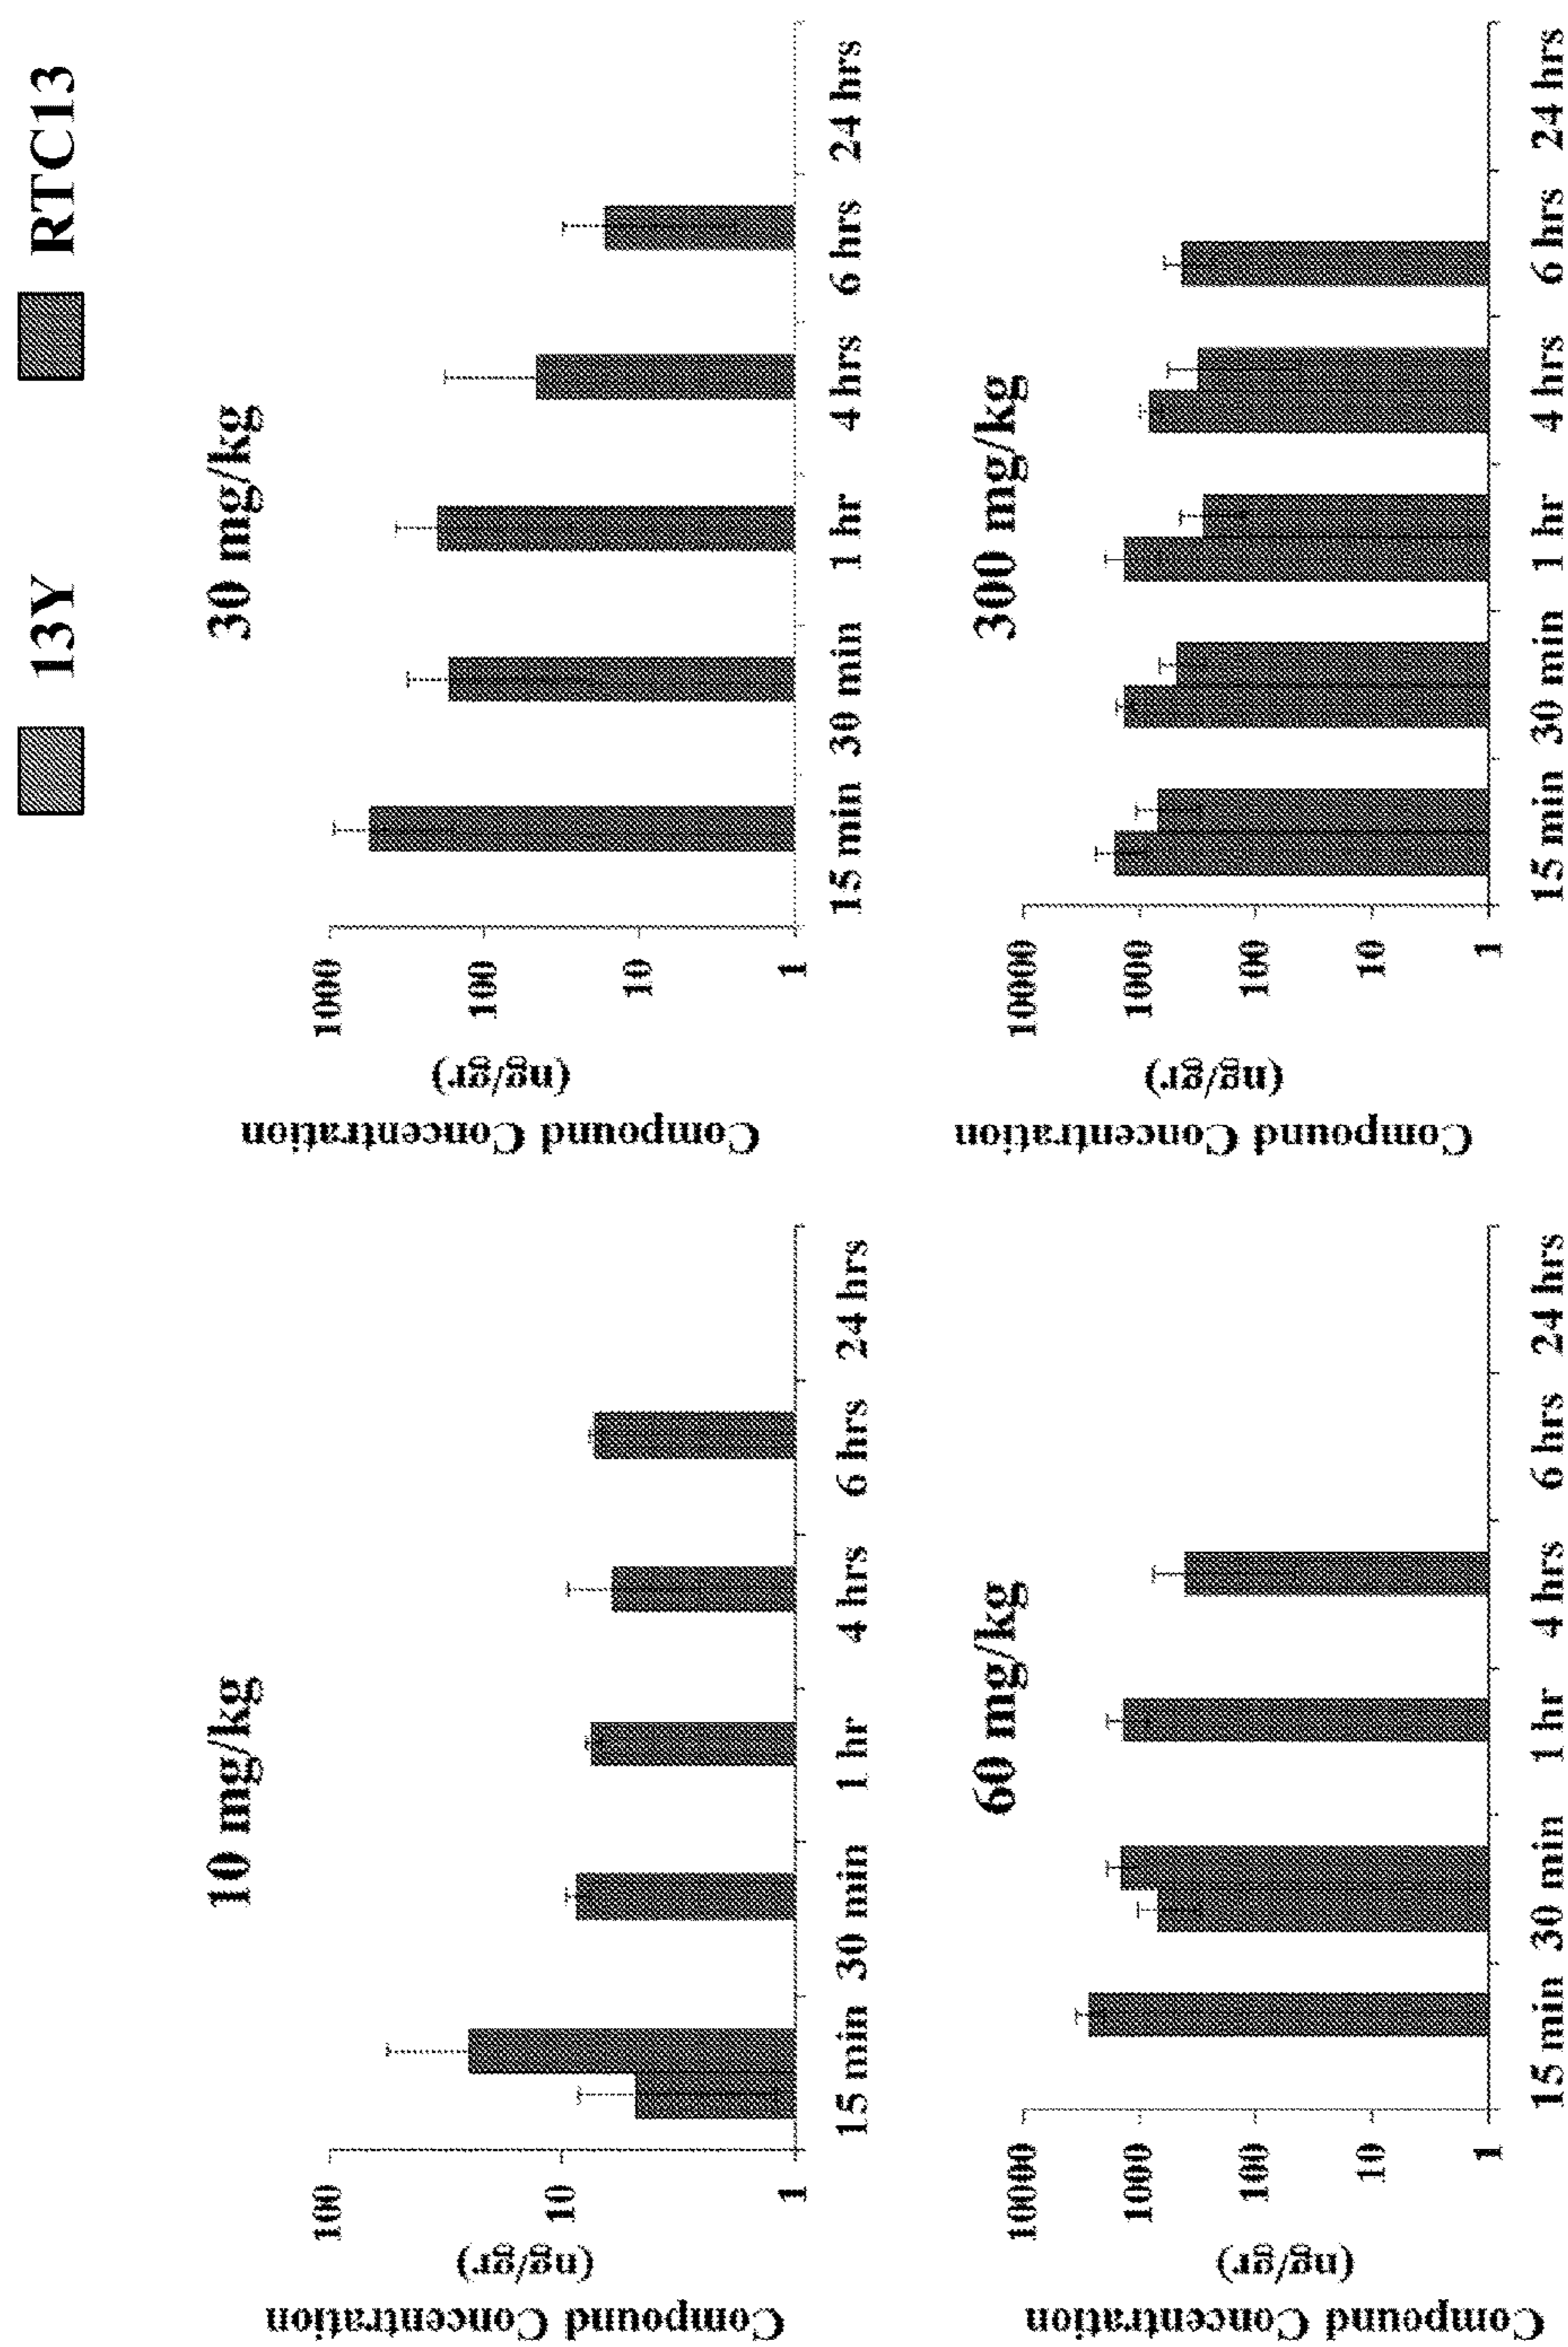 13Y RTC13
10 mg/kg
Compound Concentration
(ng/gr)
100
10
1
15 min 30 min 1 hr 4 hrs 6 hrs 24 hrs
30 mg/kg
Compound Concentration
(ng/gr)
1000
100
10
1
15 min 30 min 1 hr 4 hrs 6 hrs 24 hrs
60 mg/kg
Compound Concentration
(ng/gr)
10000
1000
100
10
1
15 min 30 min 1 hr 4 hrs 6 hrs 24 hrs
300 mg/kg
Compound Concentration
(ng/gr)
10000
1000
100
10
1
15 min 30 min 1 hr 4 hrs 6 hrs 24 hrs